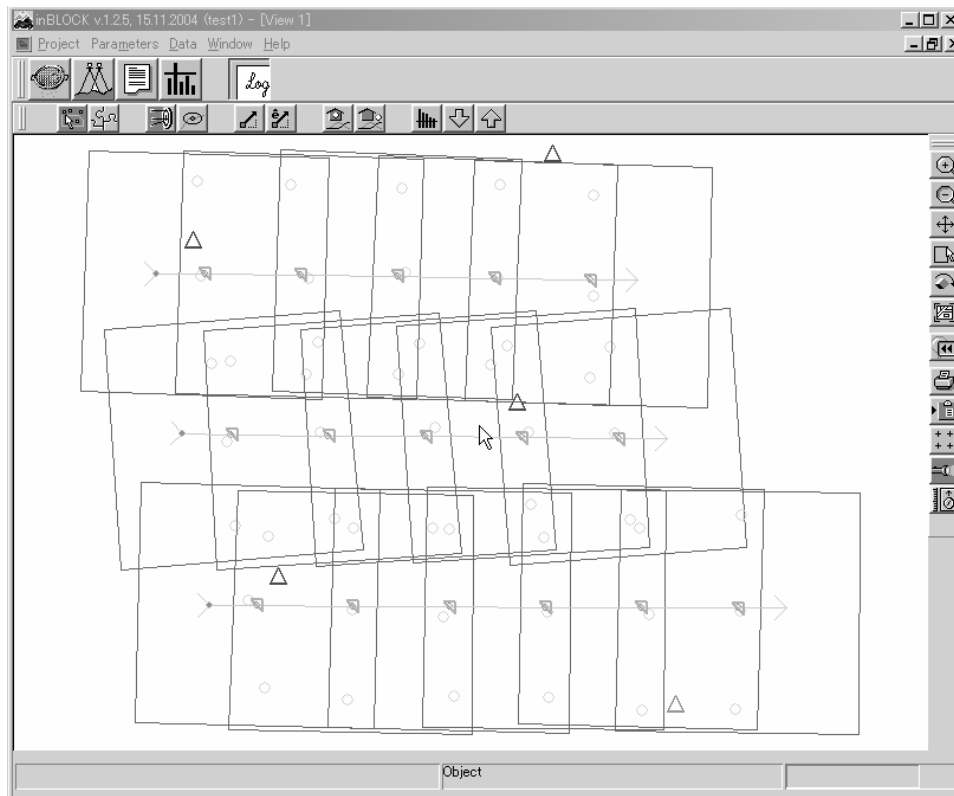 inBLOCK v.1.2.5, 15.11.2004 (test1) - [View 1]
Project Parameters Data Window Help
Log
Object